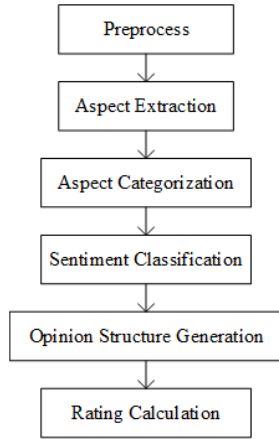 Preprocess
Aspect Extraction
Aspect Categorization
Sentiment Classification
Opinion Structure Generation
Rating Calculation